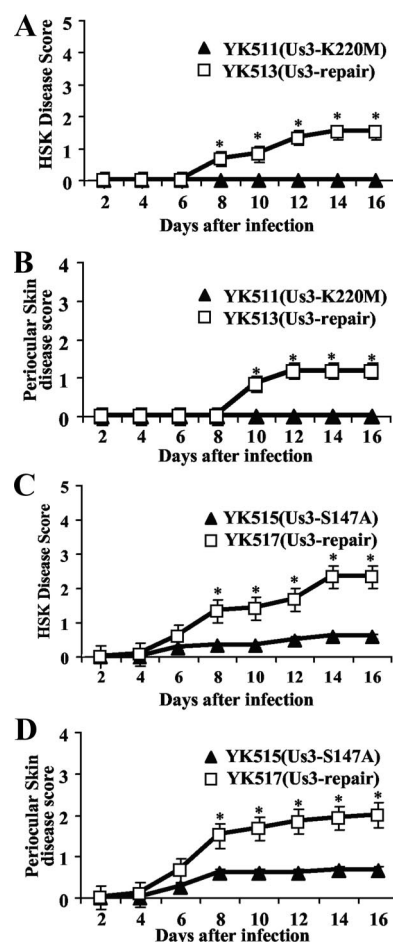 A
HSK Disease Score
5
4
3
2
1
0
YK511(Us3-K220M)
YK513(Us3-repair)
* * * * *
2 4 6 8 10 12 14 16
Days after infection
B
Periocular Skin
disease score
4
3
2
1
0
YK511(Us3-K220M)
YK513(Us3-repair)
* * * *
2 4 6 8 10 12 14 16
Days after infection
C
HSK Disease Score
5
4
3
2
1
0
YK515(Us3-S147A)
YK517(Us3-repair)
* * * * *
2 4 6 8 10 12 14 16
Days after infection
D
Periocular Skin
disease score
4
3
2
1
0
YK515(Us3-S147A)
YK517(Us3-repair)
* * * * *
2 4 6 8 10 12 14 16
Days after infection